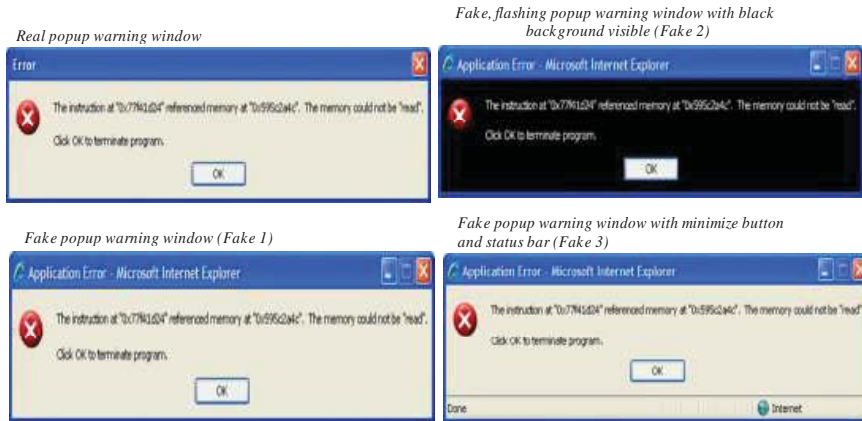 Real popup warning window
Error
The instruction at "0x77f41d24" referenced memory at "0x595c2a4c". The memory could not be "read".
Click OK to terminate program.
OK
Fake, flashing popup warning window with black
background visible (Fake 2)
Application Error - Microsoft Internet Explorer
The instruction at "0x77f41d24" referenced memory at "0x595c2a4c". The memory could not be "read".
Click OK to terminate program.
OK
Fake popup warning window (Fake 1)
Application Error - Microsoft Internet Explorer
The instruction at "0x77f41d24" referenced memory at "0x595c2a4c". The memory could not be "read".
Click OK to terminate program.
OK
Fake popup warning window with minimize button
and status bar (Fake 3)
Application Error - Microsoft Internet Explorer
The instruction at "0x77f41d24" referenced memory at "0x595c2a4c". The memory could not be "read"
Click OK to terminate program.
OK
Done
Internet